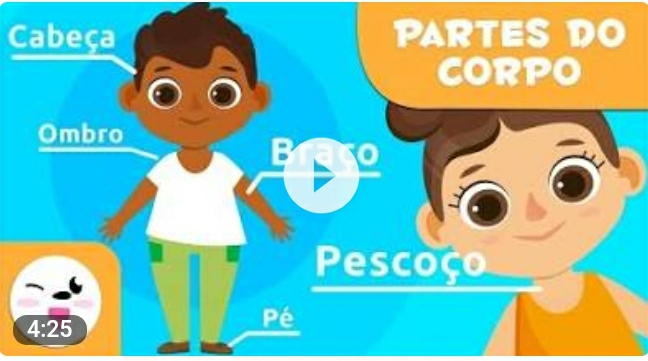 PARTES DO
CORPO
Cabeça
Ombro
Braço
Pescoço
Pé
4:25